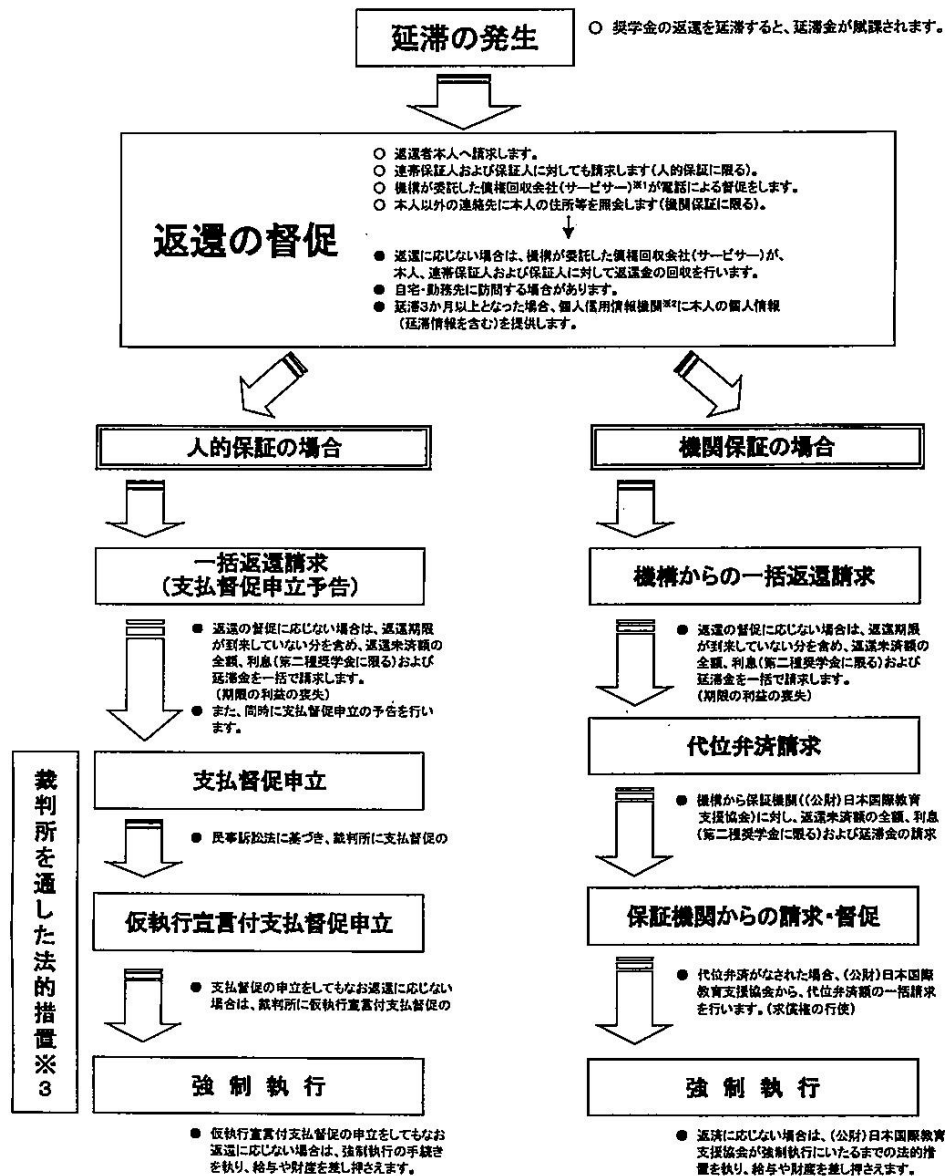 延滞の発生
○ 奨学金の返還を延滞すると、延滞金が賦課されます。
返還の督促
○ 返還者本人へ請求します。
○ 連帯保証人および保証人に対しても請求します(人的保証に限る)。
○ 機構が委託した債権回収会社(サービサー)※1が電話による督促をします。
○ 本人以外の連絡先に本人の住所等を照会します(機関保証に限る)。
● 返還に応じない場合は、機構が委託した債権回収会社(サービサー)が、
本人、連帯保証人および保証人に対して返還金の回収を行います。
● 自宅・勤務先に訪問する場合があります。
● 延滞3か月以上となった場合、個人信用情報機関※2に本人の個人情報
(延滞情報を含む)を提供します。
人的保証の場合
一括返還請求
(支払督促申立予告)
● 返還の督促に応じない場合は、返還期限
が到来していない分を含め、返還未済額の
全額、利息(第二種奨学金に限る)および
延滞金を一括で請求します。
(期限の利益の喪失)
● また、同時に支払督促申立の予告を行い
ます。
裁判所を通した法的措置※3
支払督促申立
● 民事訴訟法に基づき、裁判所に支払督促の
仮執行宣言付支払督促申立
● 支払督促の申立をしてもなお返還に応じない
場合は、裁判所に仮執行宣言付支払督促の
強制執行
● 仮執行宣言付支払督促の申立をしてもなお
返還に応じない場合は、強制執行の手続き
を執り、給与や財産を差し押さえます。
機関保証の場合
機構からの一括返還請求
● 返還の督促に応じない場合は、返還期限
が到来していない分を含め、返還未済額の
全額、利息(第二種奨学金に限る)および
延滞金を一括で請求します。
(期限の利益の喪失)
代位弁済請求
● 機構から保証機関((公財)日本国際教育
支援協会)に対し、返還未済額の全額、利息
(第二種奨学金に限る)および延滞金の請求
保証機関からの請求・督促
● 代位弁済がなされた場合、(公財)日本国際
教育支援協会から、代位弁済額の一括請求
を行います。(求償権の行使)
強制執行
● 返済に応じない場合は、(公財)日本国際教育
支援協会が強制執行にいたるまでの法的措
置を執り、給与や財産を差し押さえます。